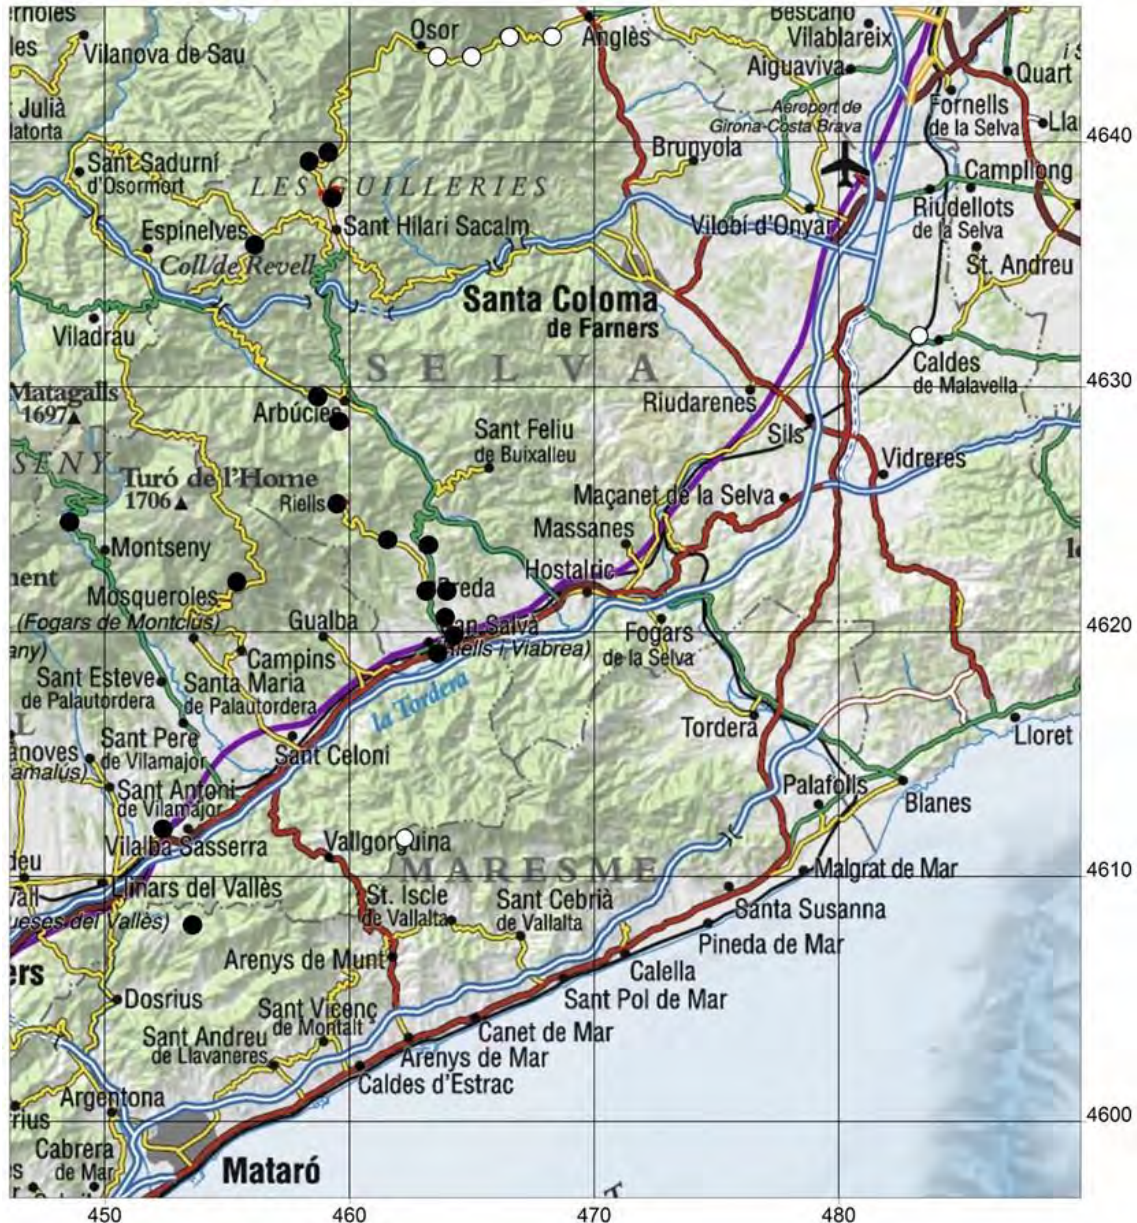 Osor
Anglès
Bescanó
Vilablareix
Vilanova de Sau
Aiguaviva
Quart
Julià
Aeroport de
Girona-Costa Brava
Fornells
de la Selva
4640
Brunyola
Sant Sadurní
d'Osormort
LES GUILLERIES
Campllong
Espinelves
Sant Hilari Sacalm
Vilobí d'Onyar
Riudellots
de la Selva
Coll de Revell
St. Andreu
Santa Coloma
de Farners
Viladrau
Caldes
de Malavella
SELVA
4630
Matagalls
1697
Arbúcies
Riudarenes
Sant Feliu
de Buixalleu
Sils
SENY
Turó de l'Home
1706
Vidreres
Riells
Maçanet de la Selva
Massanes
Montseny
Hostalric
Breda
Mosqueroles
(Fogars de Montclús)
Gualba
4620
Fogars
de la Selva
Campins
Sant Esteve
de Palautordera
Santa Maria
de Palautordera
la Tordera
Tordera
Lloret
Sant Pere
de Vilamajor
Sant Celoni
Sant Antoni
de Vilamajor
Palafolls
Blanes
Vilalba Sasserra
Vallgorguina
MARESME
Malgrat de Mar
4610
Llinars del Vallès
St. Iscle
de Vallalta
Sant Cebrià
de Vallalta
Santa Susanna
Pineda de Mar
Arenys de Munt
Calella
Dosrius
Sant Vicenç
de Montalt
Sant Pol de Mar
Sant Andreu
de Llavaneres
Canet de Mar
Arenys de Mar
Caldes d'Estrac
Argentona
4600
Cabrera
de Mar
Mataró
450
460
470
480